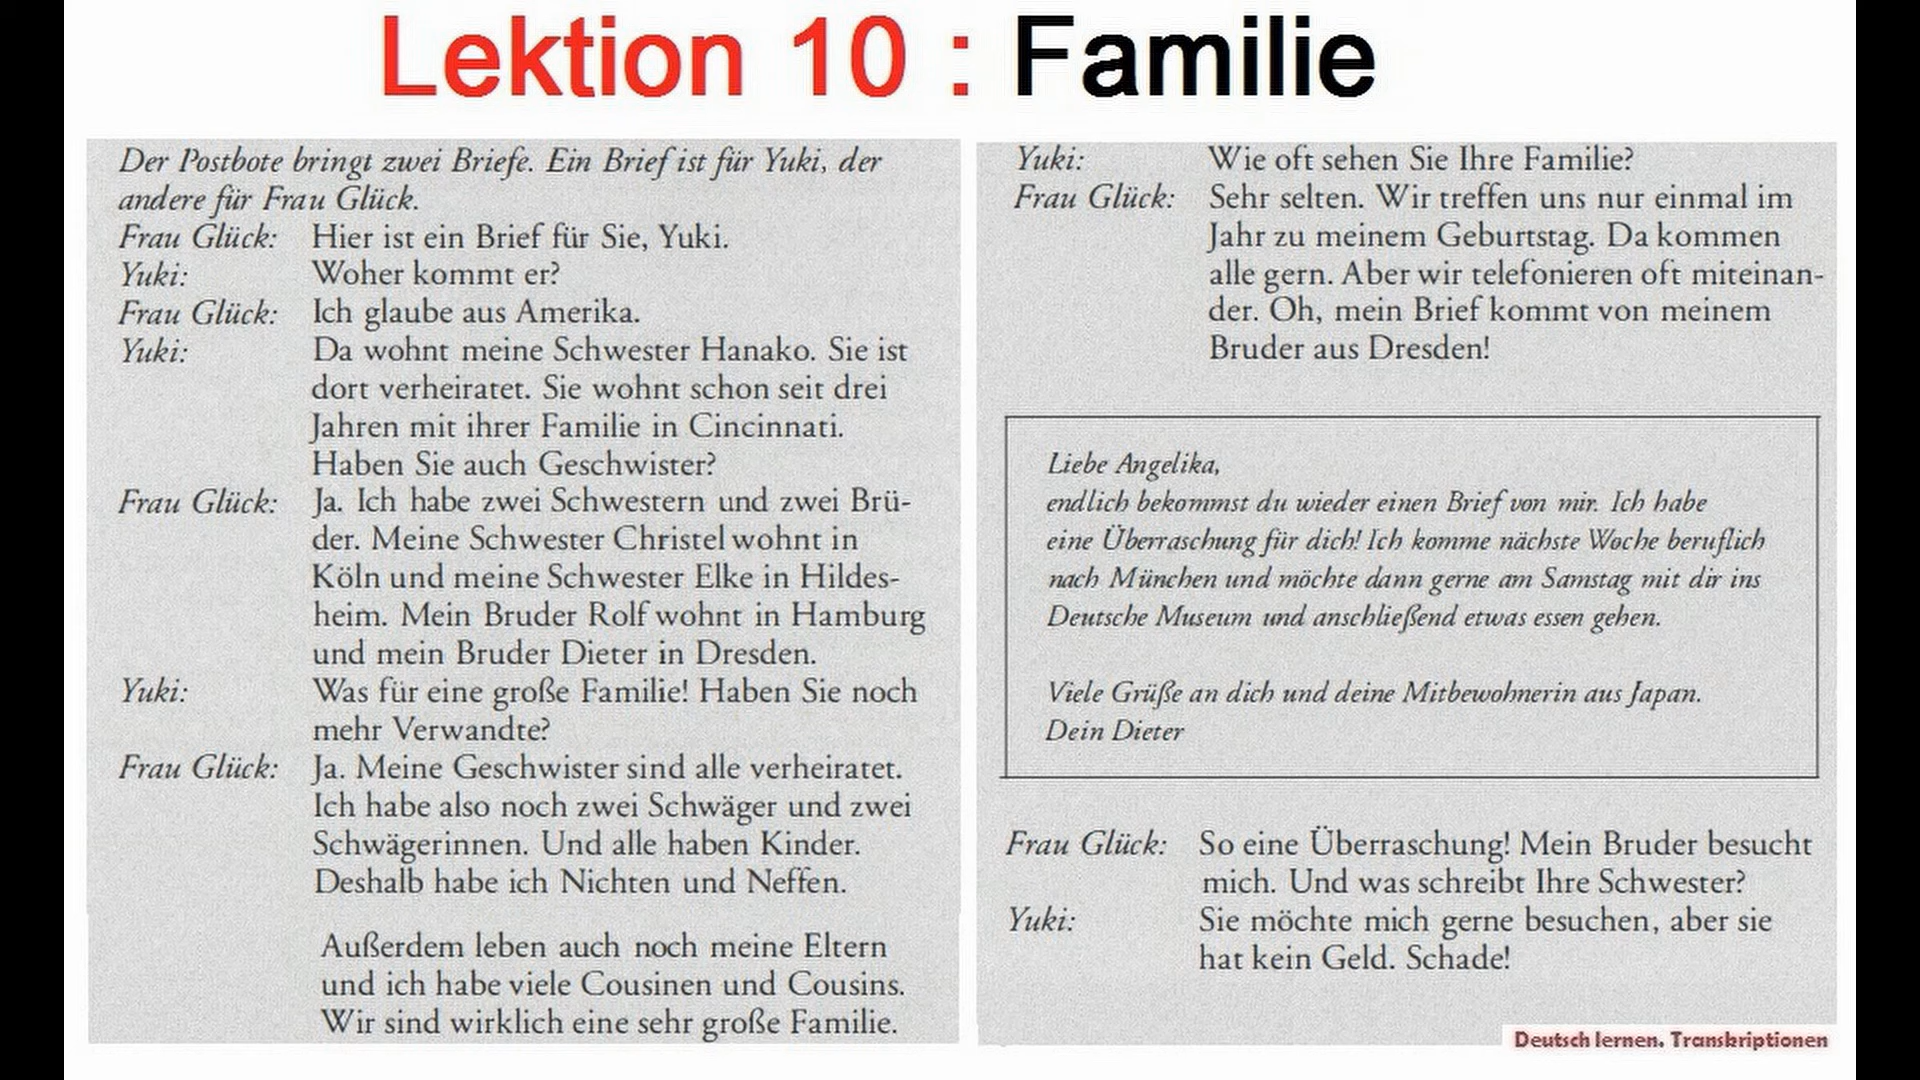 Lektion 10 : Familie
Der Postbote bringt zwei Briefe. Ein Brief ist für Yuki, der
andere für Frau Glück.
Frau Glück: Hier ist ein Brief für Sie, Yuki.
Yuki: Woher kommt er?
Frau Glück: Ich glaube aus Amerika.
Yuki: Da wohnt meine Schwester Hanako. Sie ist
dort verheiratet. Sie wohnt schon seit drei
Jahren mit ihrer Familie in Cincinnati.
Haben Sie auch Geschwister?
Frau Glück: Ja. Ich habe zwei Schwestern und zwei Brü-
der. Meine Schwester Christel wohnt in
Köln und meine Schwester Elke in Hildes-
heim. Mein Bruder Rolf wohnt in Hamburg
und mein Bruder Dieter in Dresden.
Yuki: Was für eine große Familie! Haben Sie noch
mehr Verwandte?
Frau Glück: Ja. Meine Geschwister sind alle verheiratet.
Ich habe also noch zwei Schwäger und zwei
Schwägerinnen. Und alle haben Kinder.
Deshalb habe ich Nichten und Neffen.
Außerdem leben auch noch meine Eltern
und ich habe viele Cousinen und Cousins.
Wir sind wirklich eine sehr große Familie.
Yuki: Wie oft sehen Sie Ihre Familie?
Frau Glück: Sehr selten. Wir treffen uns nur einmal im
Jahr zu meinem Geburtstag. Da kommen
alle gern. Aber wir telefonieren oft miteinan-
der. Oh, mein Brief kommt von meinem
Bruder aus Dresden!
Liebe Angelika,
endlich bekommst du wieder einen Brief von mir. Ich habe
eine Überraschung für dich! Ich komme nächste Woche beruflich
nach München und möchte dann gerne am Samstag mit dir ins
Deutsche Museum und anschließend etwas essen gehen.
Viele Grüße an dich und deine Mitbewohnerin aus Japan.
Dein Dieter
Frau Glück: So eine Überraschung! Mein Bruder besucht
mich. Und was schreibt Ihre Schwester?
Yuki: Sie möchte mich gerne besuchen, aber sie
hat kein Geld. Schade!
Deutsch lernen. Transkriptionen